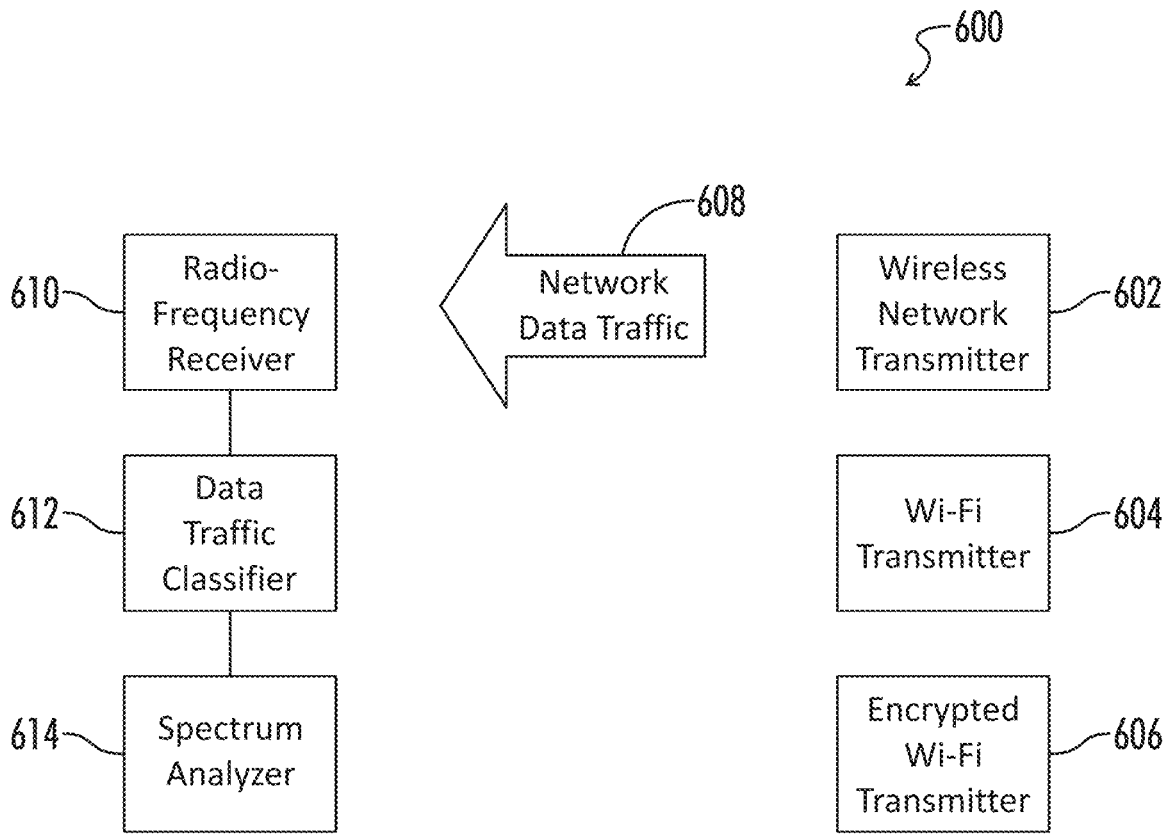 600
608
610
Radio-
Frequency
Receiver
Network
Data Traffic
Wireless
Network
Transmitter
602
612
Data
Traffic
Classifier
Wi-Fi
Transmitter
604
614
Spectrum
Analyzer
Encrypted
Wi-Fi
Transmitter
606